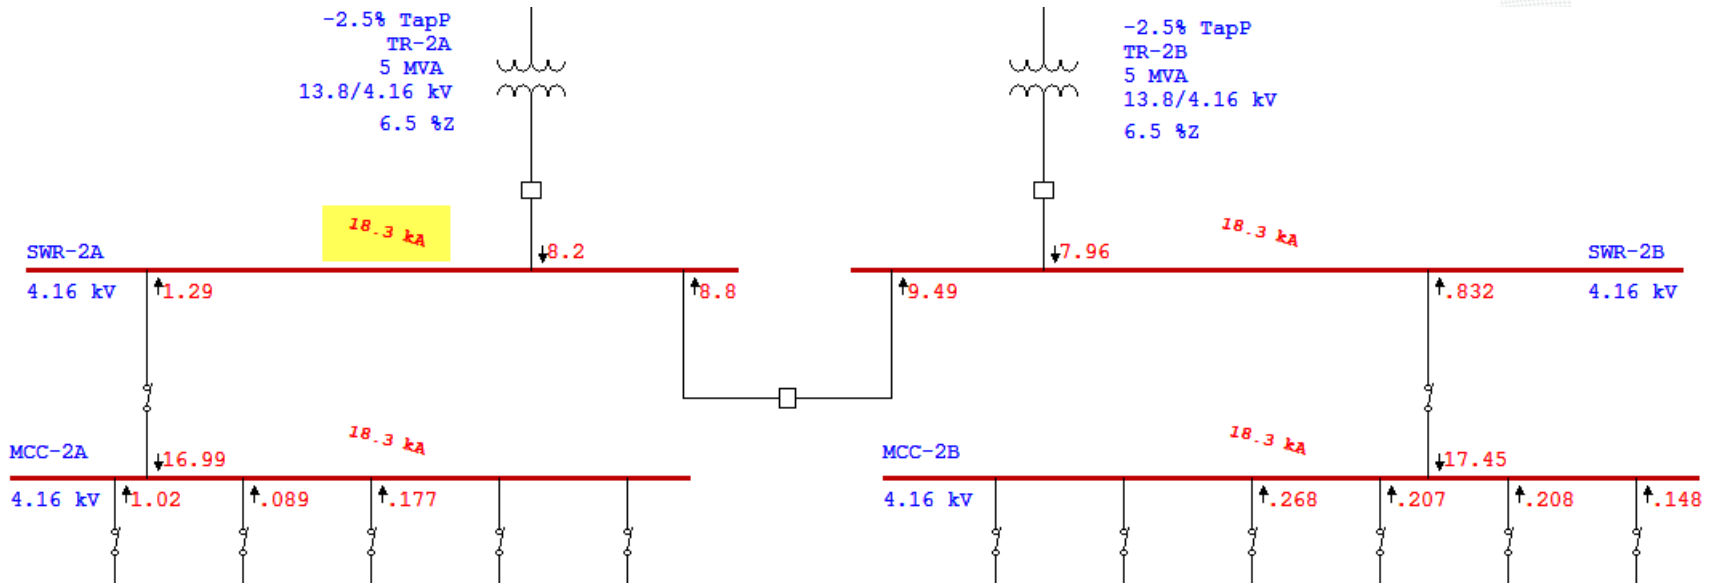 -2.5% TapP
TR-2A
5 MVA
13.8/4.16 kV
6.5 %Z
-2.5% TapP
TR-2B
5 MVA
13.8/4.16 kV
6.5 %Z
18.3 kA
18.3 kA
SWR-2A
8.2
7.96
SWR-2B
4.16 kV
1.29
8.8
9.49
.832
4.16 kV
18.3 kA
18.3 kA
MCC-2A
16.99
MCC-2B
17.45
4.16 kV
1.02
.089
.177
4.16 kV
.268
.207
.208
.148